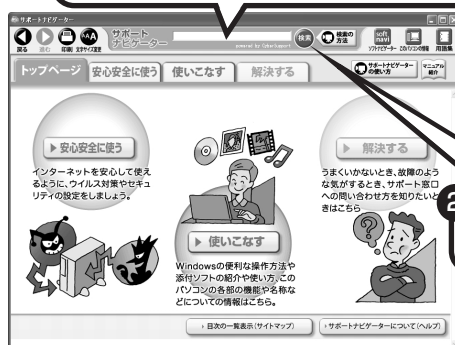 サポートナビゲーター
戻る 進む 印刷 文字サイズ変更
サポート
ナビゲーター
powered by CyberSupport
検索
検索の
方法
soft
navi
ソフトナビゲーター このパソコンの情報 用語集
トップページ 安心安全に使う 使いこなす 解決する
サポートナビゲーター
の使い方
マニュアル
紹介
安心安全に使う
インターネットを安心して使え
るように、ウイルス対策やセキュ
リティの設定をしましょう。
使いこなす
Windowsの便利な操作方法や
添付ソフトの紹介や使い方、この
パソコンの各部の機能や名称な
どについての情報はこちら。
解決する
うまくいかないとき、故障のよう
な気がするとき、サポート窓口
への問い合わせ方を知りたいと
きはこちら
2
目次の一覧表示(サイトマップ)
サポートナビゲーターについて(ヘルプ)